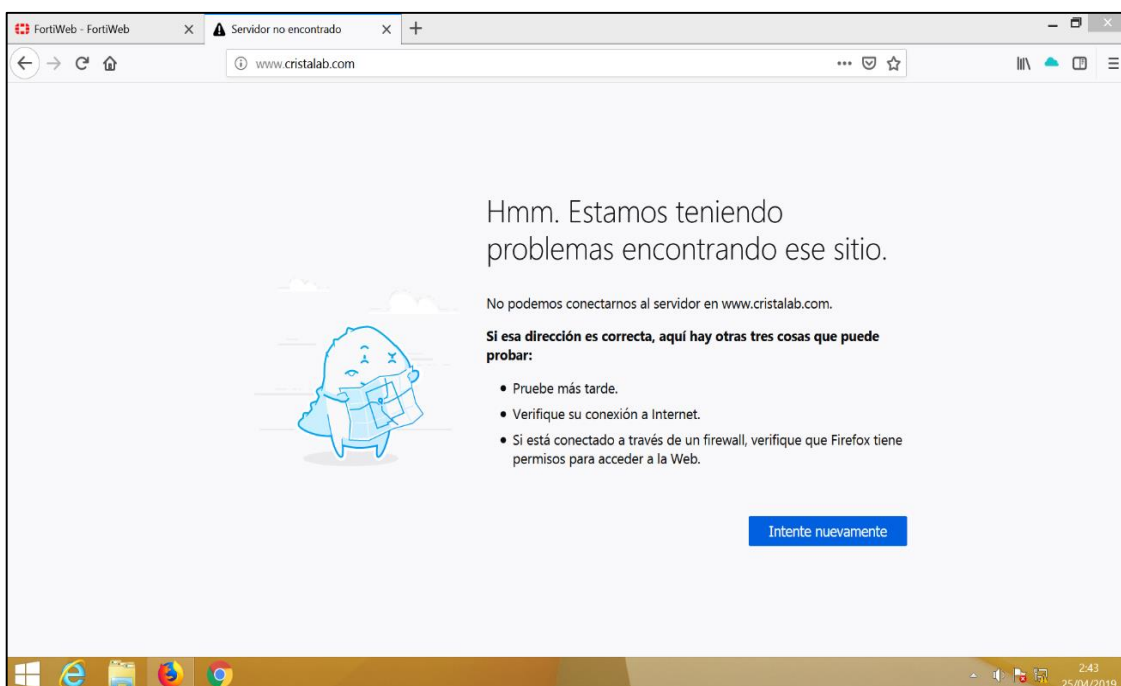 FortiWeb - FortiWeb
Servidor no encontrado
www.cristalab.com
Hmm. Estamos teniendo
problemas encontrando ese sitio.
No podemos conectarnos al servidor en www.cristalab.com.
Si esa dirección es correcta, aquí hay otras tres cosas que puede
probar:
Pruebe más tarde.
Verifique su conexión a Internet.
Si está conectado a través de un firewall, verifique que Firefox tiene
permisos para acceder a la Web.
Intente nuevamente
2:43
25/04/2019